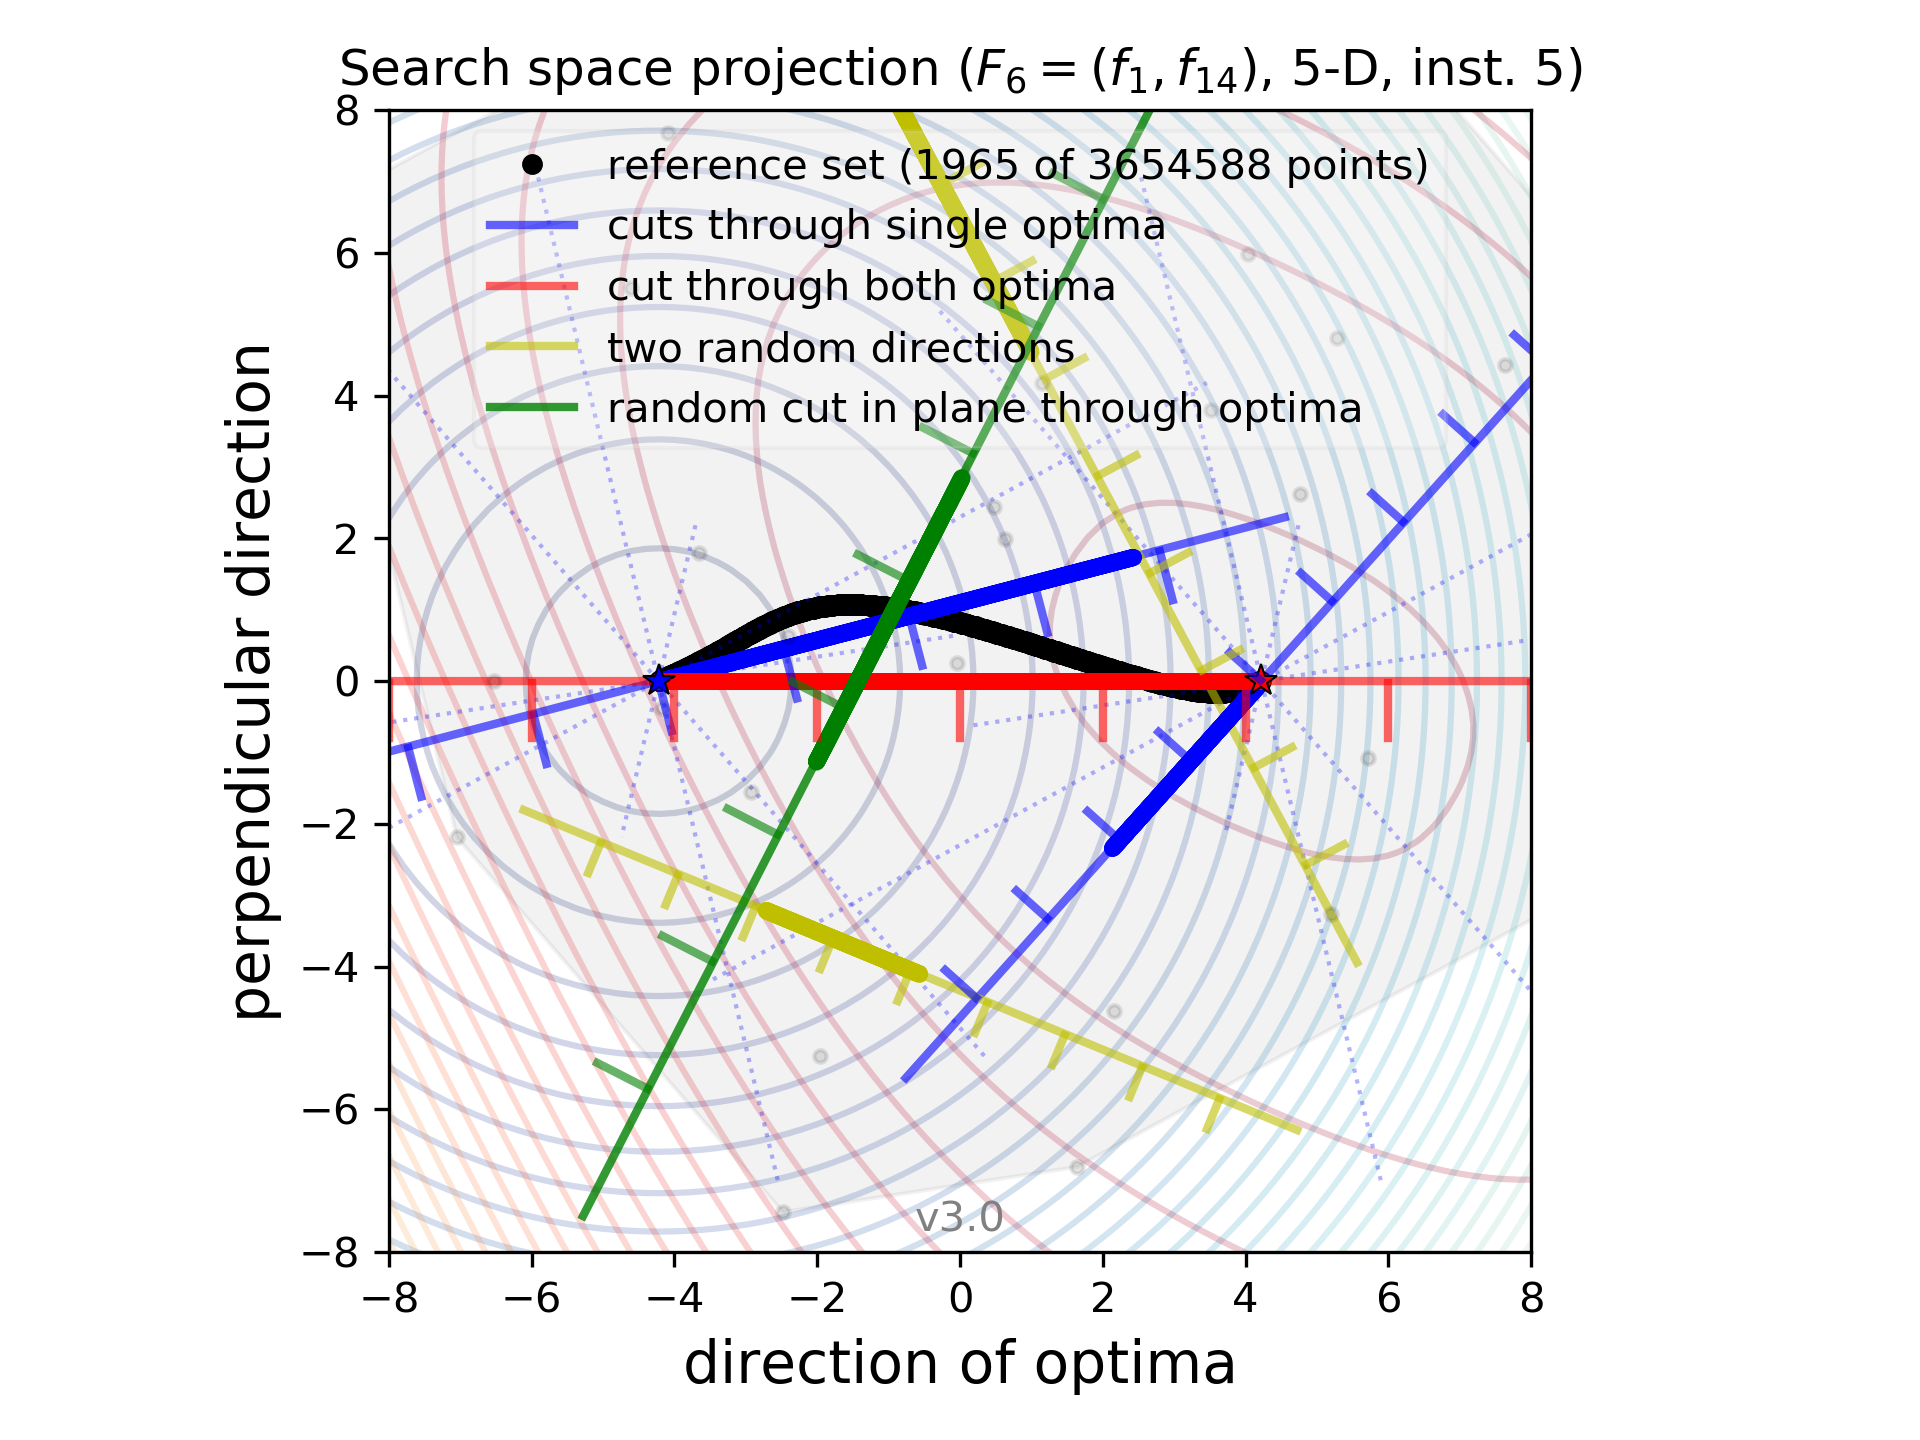 Search space projection (F₆ = (f₁, f₁₄), 5-D, inst. 5)
8
6
4
2
0
−2
−4
−6
−8
perpendicular direction
reference set (1965 of 3654588 points)
cuts through single optima
cut through both optima
two random directions
random cut in plane through optima
v3.0
−8 −6 −4 −2 0 2 4 6 8
direction of optima